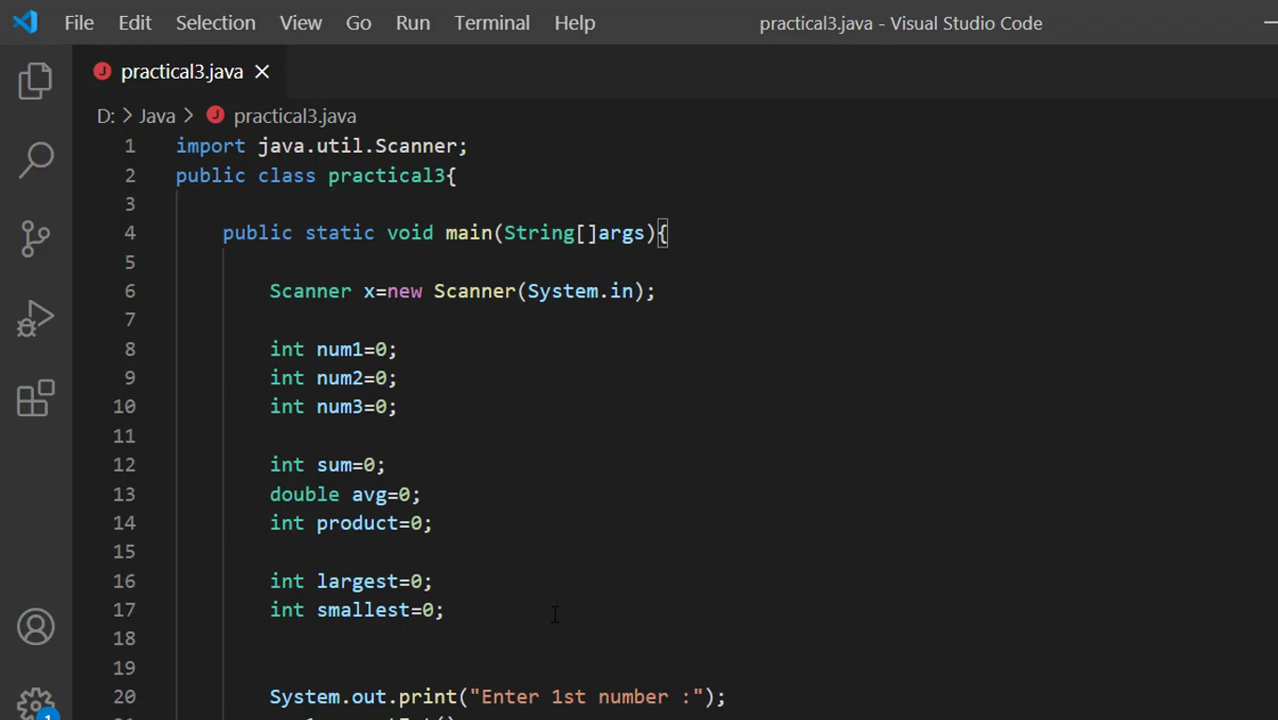 File Edit Selection View Go Run Terminal Help practical3.java - Visual Studio Code
J practical3.java
D: > Java > J practical3.java
1 import java.util.Scanner;
2 public class practical3{
3
4 public static void main(String[]args){
5
6 Scanner x=new Scanner(System.in);
7
8 int num1=0;
9 int num2=0;
10 int num3=0;
11
12 int sum=0;
13 double avg=0;
14 int product=0;
15
16 int largest=0;
17 int smallest=0;
18
19
20 System.out.print("Enter 1st number :");
1